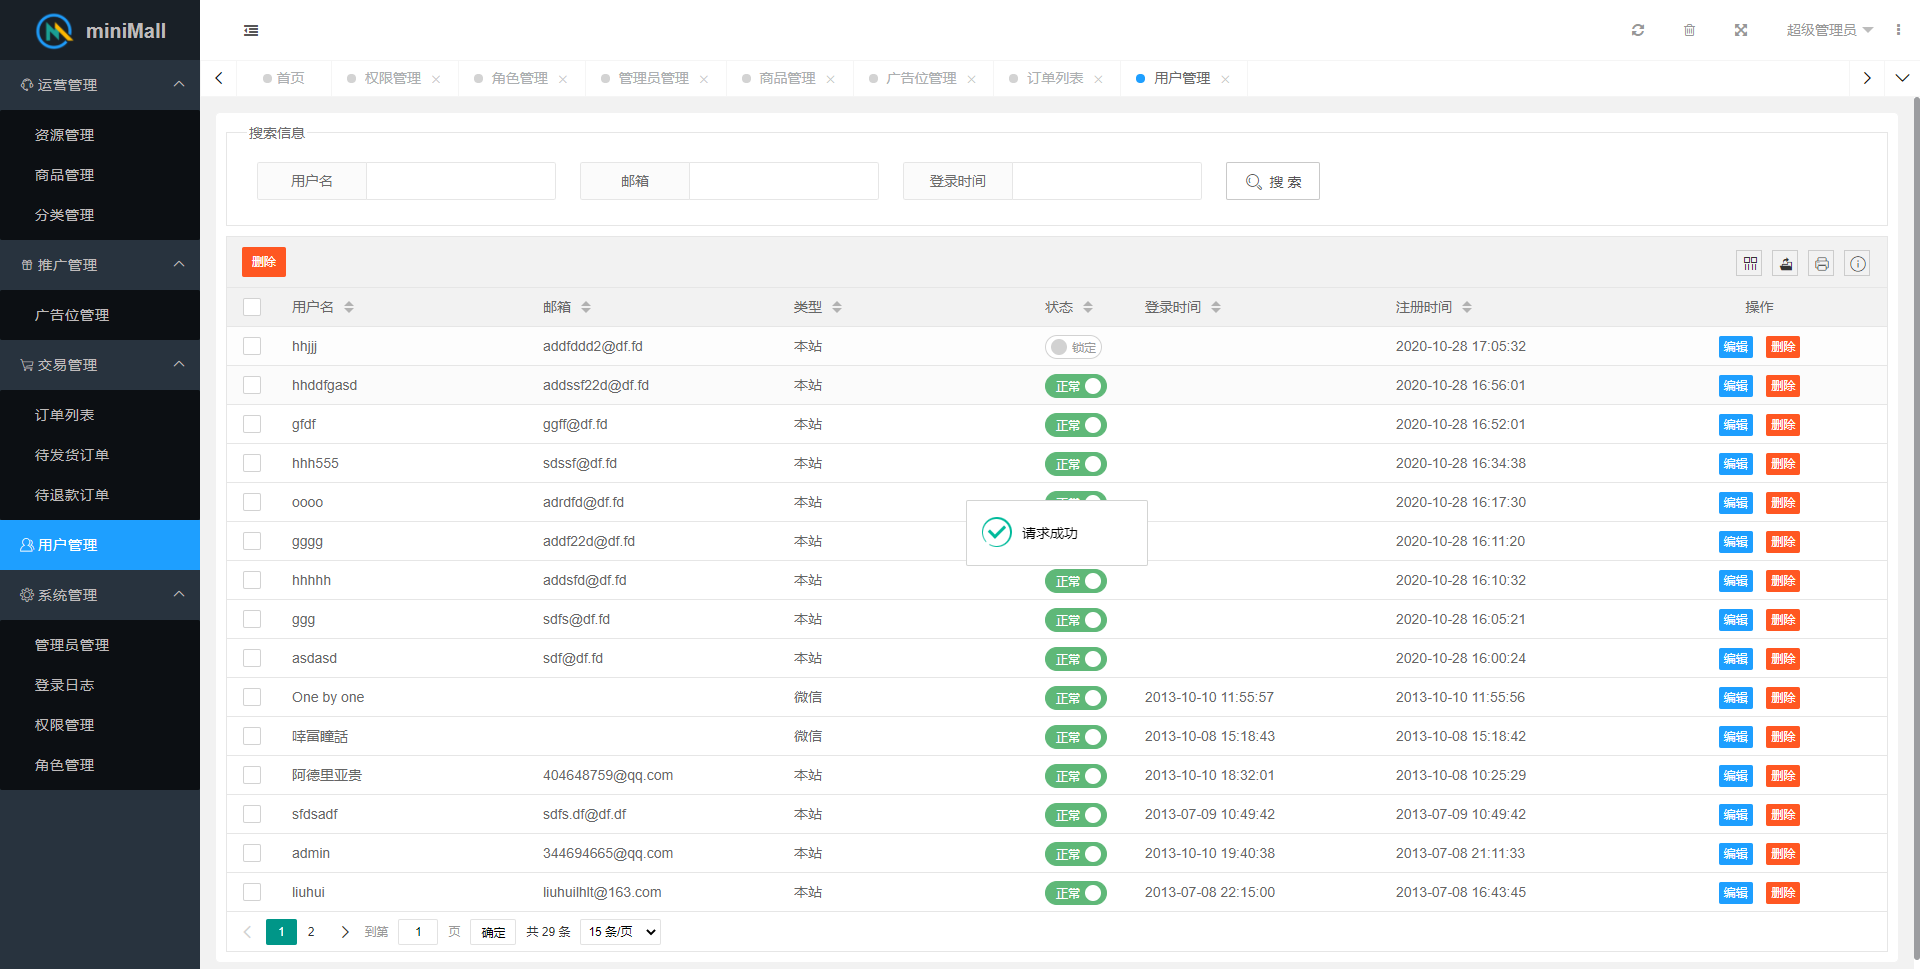 miniMall
超级管理员
运营管理
资源管理
商品管理
分类管理
推广管理
广告位管理
交易管理
订单列表
待发货订单
待退款订单
用户管理
系统管理
管理员管理
登录日志
权限管理
角色管理
首页 权限管理 角色管理 管理员管理 商品管理 广告位管理 订单列表 用户管理
搜索信息
用户名 邮箱 登录时间 搜 索
删除
用户名 邮箱 类型 状态 登录时间 注册时间 操作
hhjjj addfddd2@df.fd 本站 锁定 2020-10-28 17:05:32 编辑 删除
hhddfgasd addssf22d@df.fd 本站 正常 2020-10-28 16:56:01 编辑 删除
gfdf ggff@df.fd 本站 正常 2020-10-28 16:52:01 编辑 删除
hhh555 sdssf@df.fd 本站 正常 2020-10-28 16:34:38 编辑 删除
oooo adrdfd@df.fd 本站 2020-10-28 16:17:30 编辑 删除
请求成功
gggg addf22d@df.fd 本站 2020-10-28 16:11:20 编辑 删除
hhhhh addsfd@df.fd 本站 正常 2020-10-28 16:10:32 编辑 删除
ggg sdfs@df.fd 本站 正常 2020-10-28 16:05:21 编辑 删除
asdasd sdf@df.fd 本站 正常 2020-10-28 16:00:24 编辑 删除
One by one 微信 正常 2013-10-10 11:55:57 2013-10-10 11:55:56 编辑 删除
微信 正常 2013-10-08 15:18:43 2013-10-08 15:18:42 编辑 删除
阿德里亚贵 404648759@qq.com 本站 正常 2013-10-10 18:32:01 2013-10-08 10:25:29 编辑 删除
sfdsadf sdfs.df@df.df 本站 正常 2013-07-09 10:49:42 2013-07-09 10:49:42 编辑 删除
admin 344694665@qq.com 本站 正常 2013-10-10 19:40:38 2013-07-08 21:11:33 编辑 删除
liuhui liuhuilhlt@163.com 本站 正常 2013-07-08 22:15:00 2013-07-08 16:43:45 编辑 删除
1 2 到第 1 页 确定 共 29 条 15 条/页